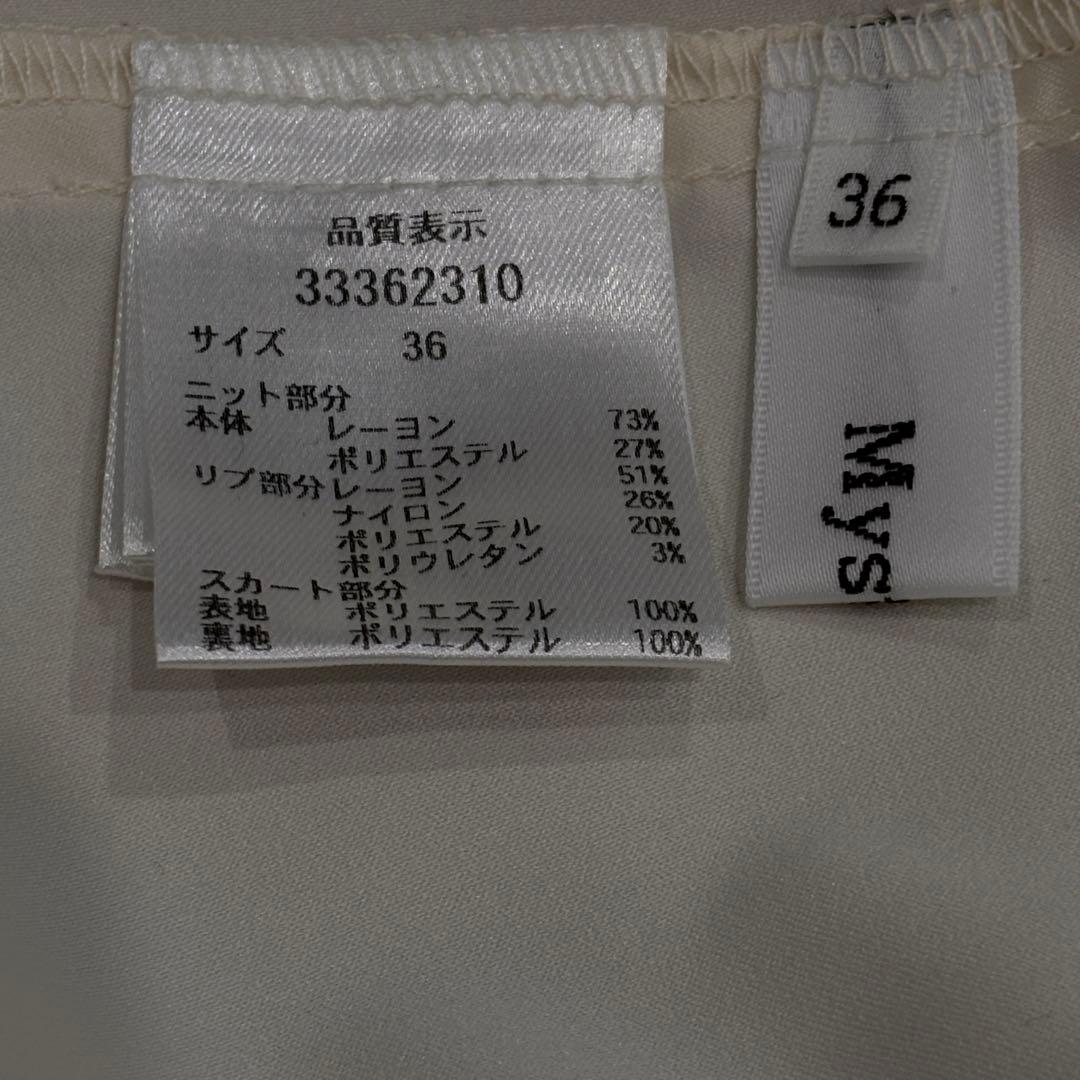 品質表示
33362310
サイズ 36
ニット部分
本体 レーヨン 73%
ポリエステル 27%
リブ部分 レーヨン 51%
ナイロン 26%
ポリエステル 20%
ポリウレタン 3%
スカート部分
表地 ポリエステル 100%
裏地 ポリエステル 100%
36
Mys